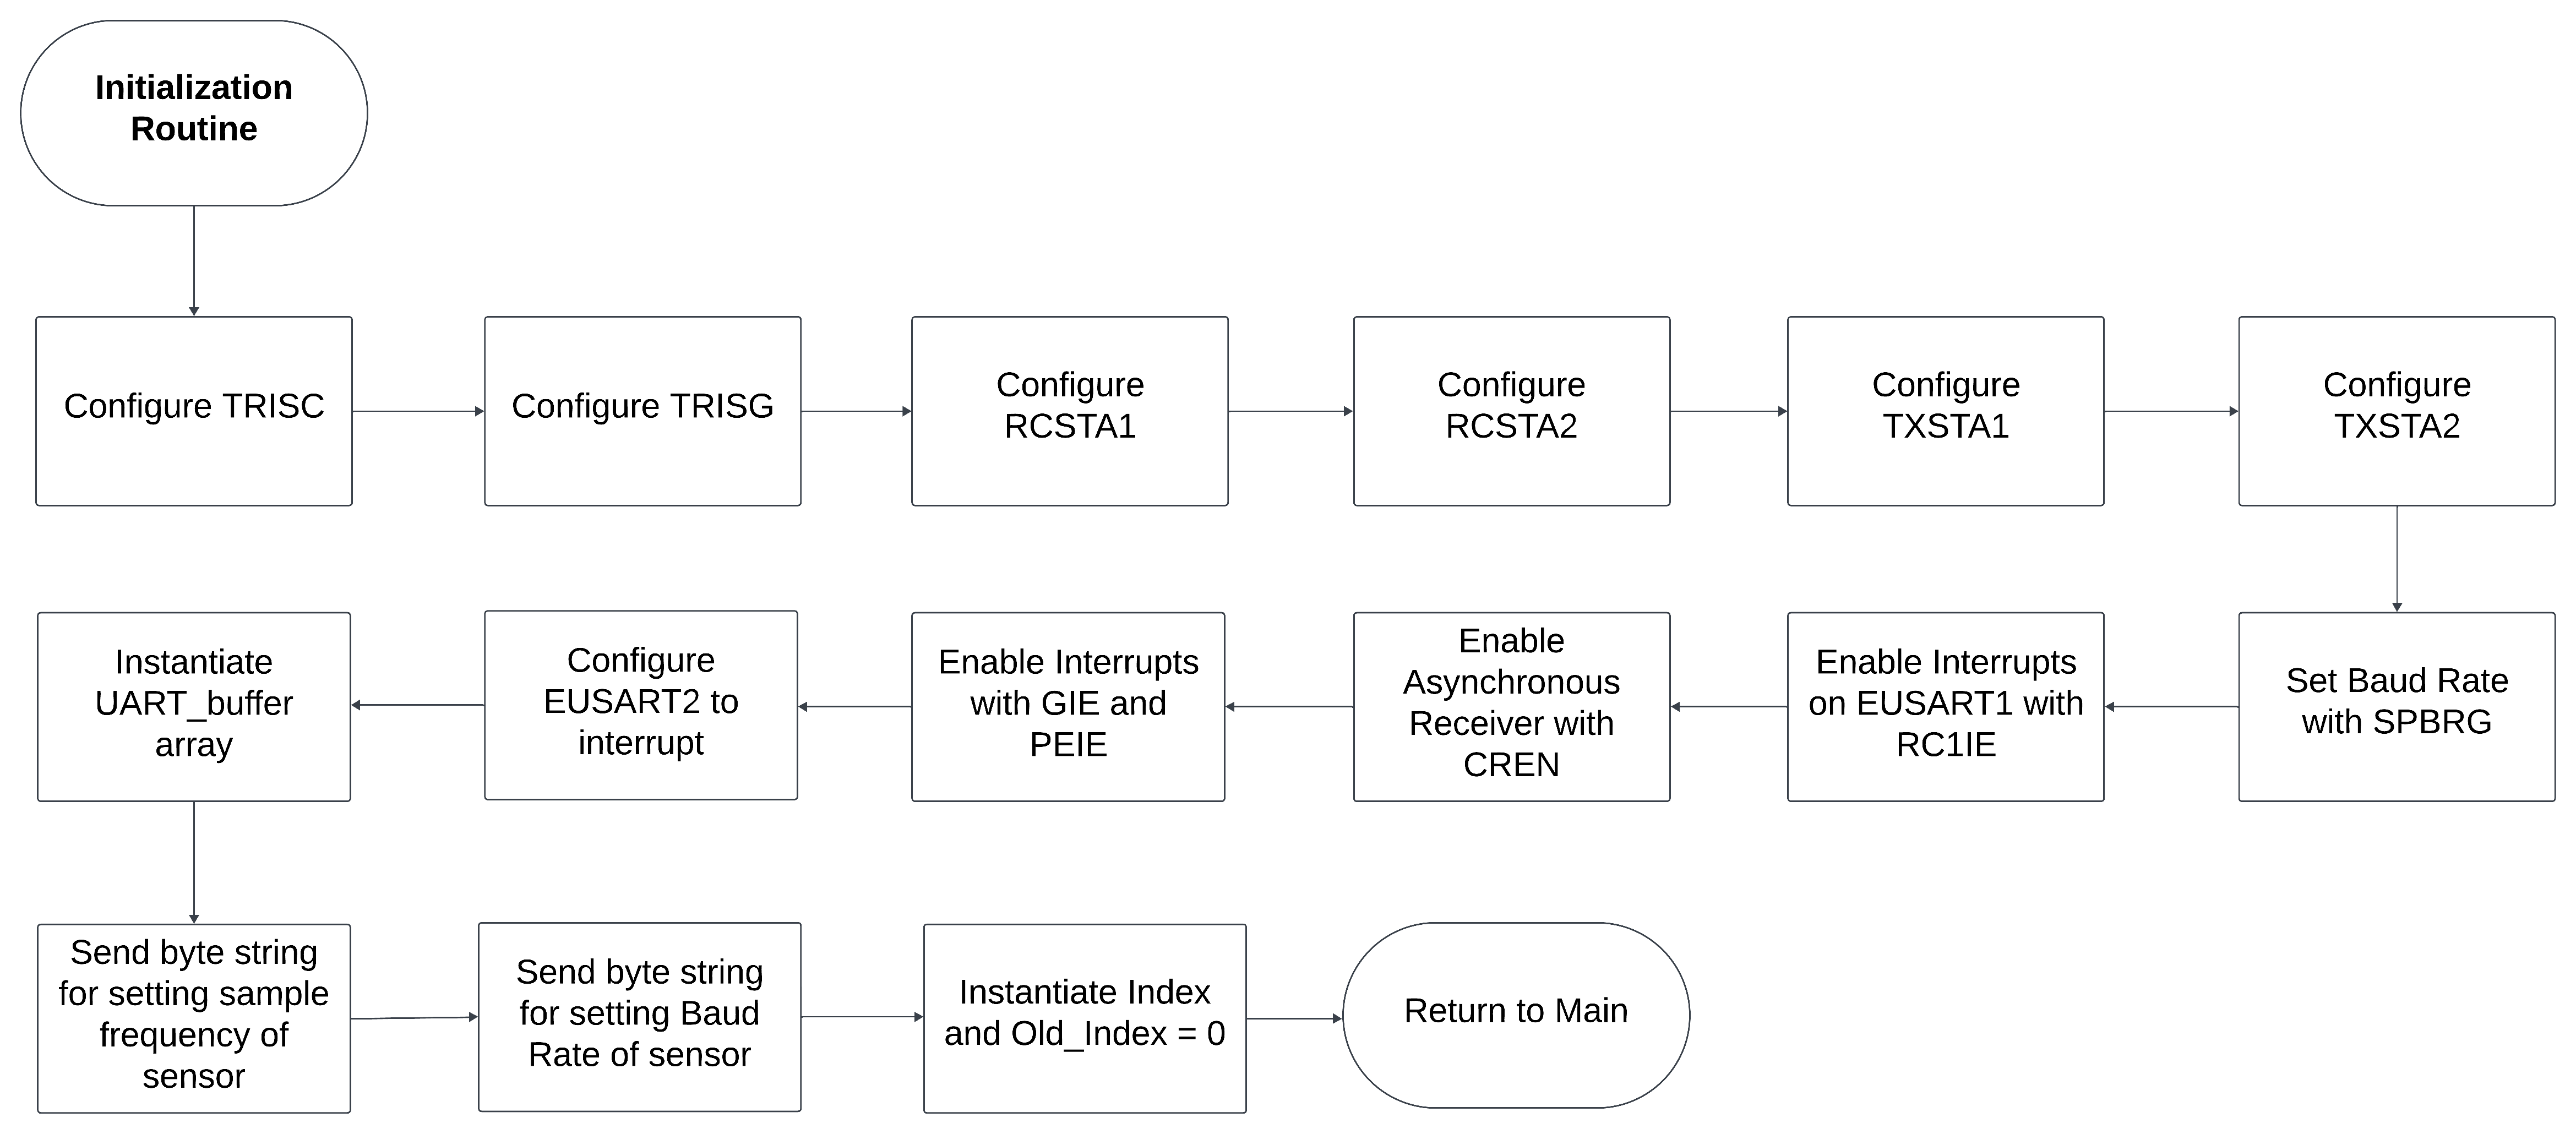 Initialization
Routine
Configure TRISC
Configure TRISG
Configure
RCSTA1
Configure
RCSTA2
Configure
TXSTA1
Configure
TXSTA2
Set Baud Rate
with SPBRG
Enable Interrupts
on EUSART1 with
RC1IE
Enable
Asynchronous
Receiver with
CREN
Enable Interrupts
with GIE and
PEIE
Configure
EUSART2 to
interrupt
Instantiate
UART_buffer
array
Send byte string
for setting sample
frequency of
sensor
Send byte string
for setting Baud
Rate of sensor
Instantiate Index
and Old_Index = 0
Return to Main